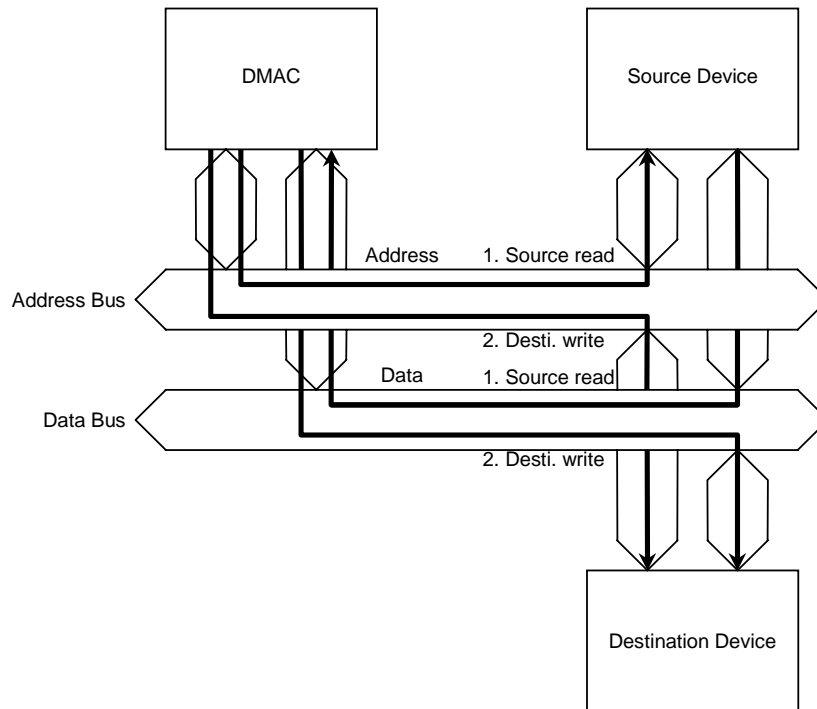 DMAC
Source Device
Address
1. Source read
Address Bus
2. Desti. write
Data
1. Source read
Data Bus
2. Desti. write
Destination Device